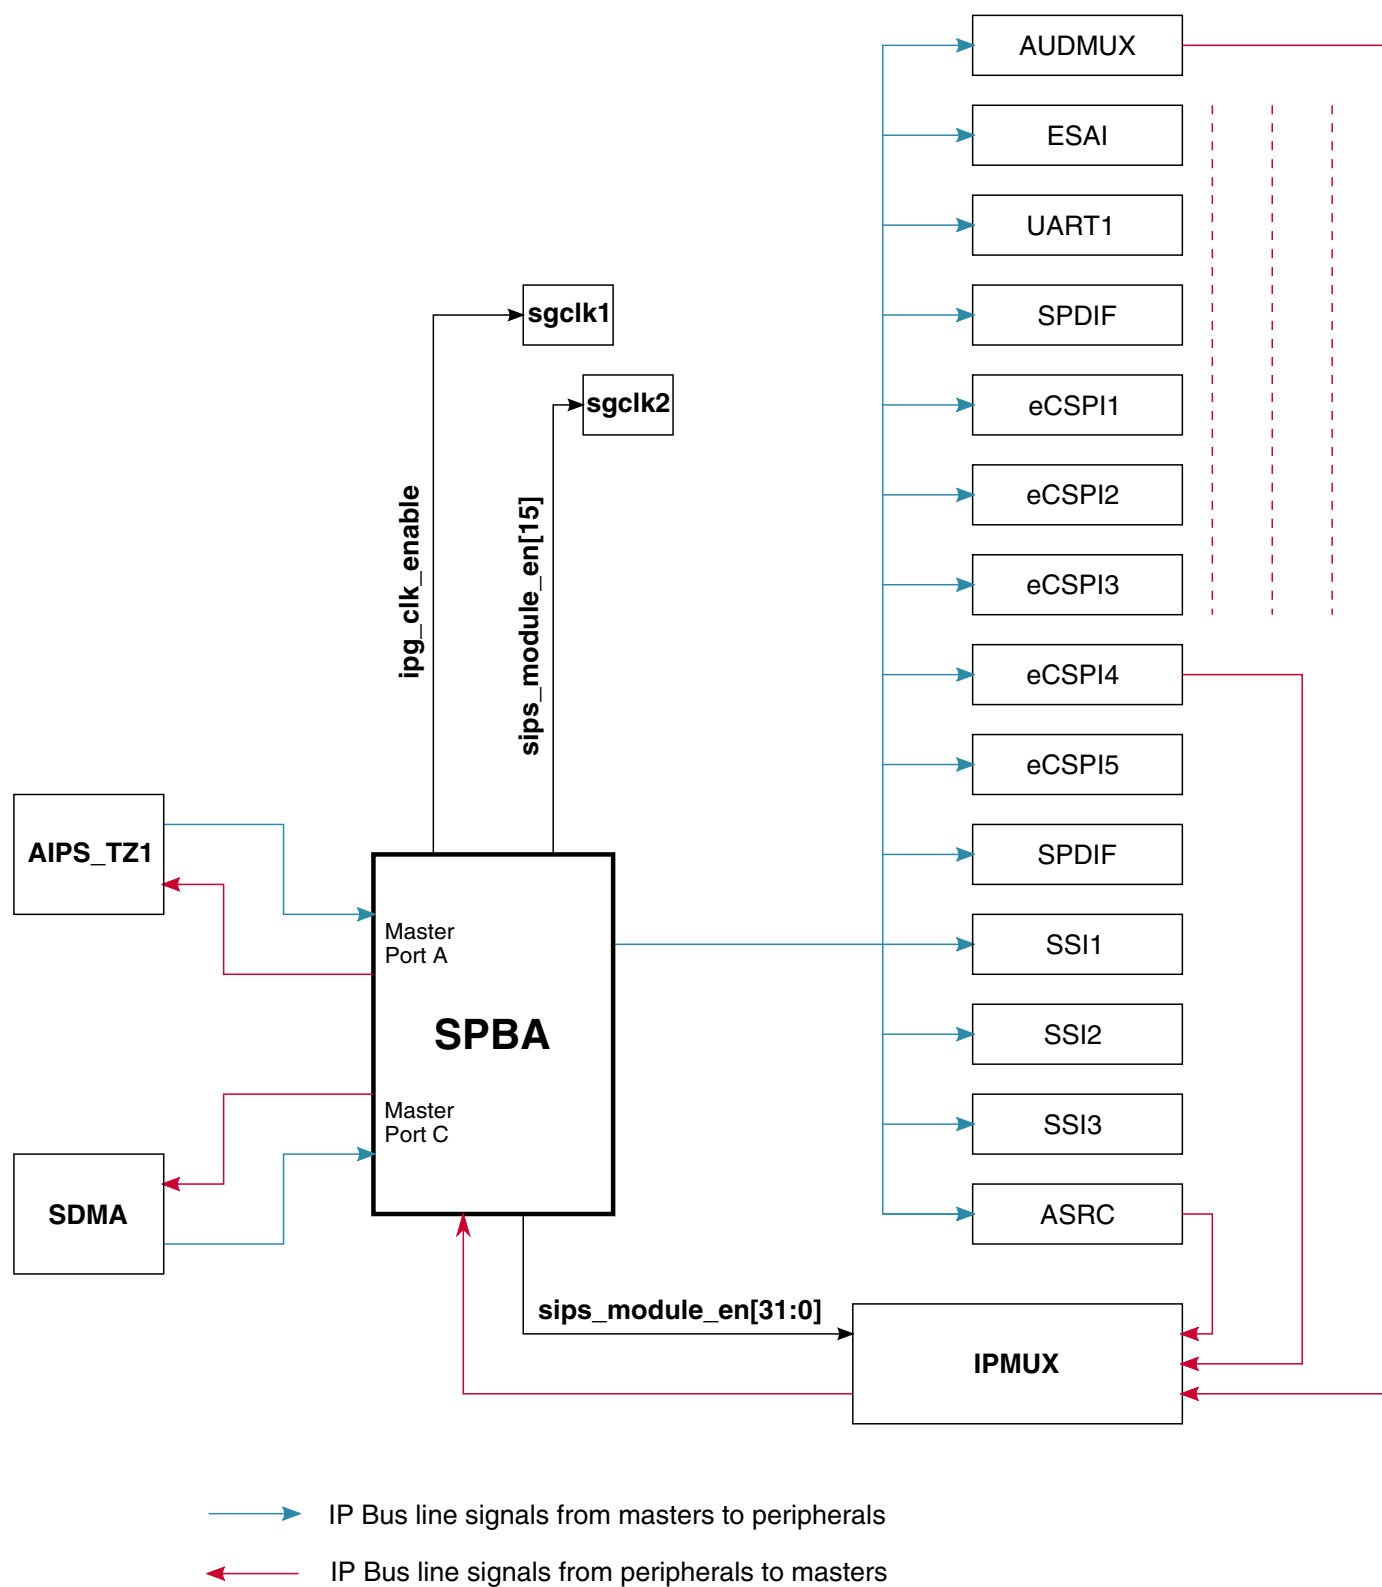 AUDMUX
ESAI
UART1
SPDIF
eCSPI1
eCSPI2
eCSPI3
eCSPI4
eCSPI5
SPDIF
SSI1
SSI2
SSI3
ASRC
sgclk1
sgclk2
ipg_clk_enable
sips_module_en[15]
AIPS_TZ1
Master
Port A
SPBA
Master
Port C
SDMA
sips_module_en[31:0]
IPMUX
IP Bus line signals from masters to peripherals
IP Bus line signals from peripherals to masters